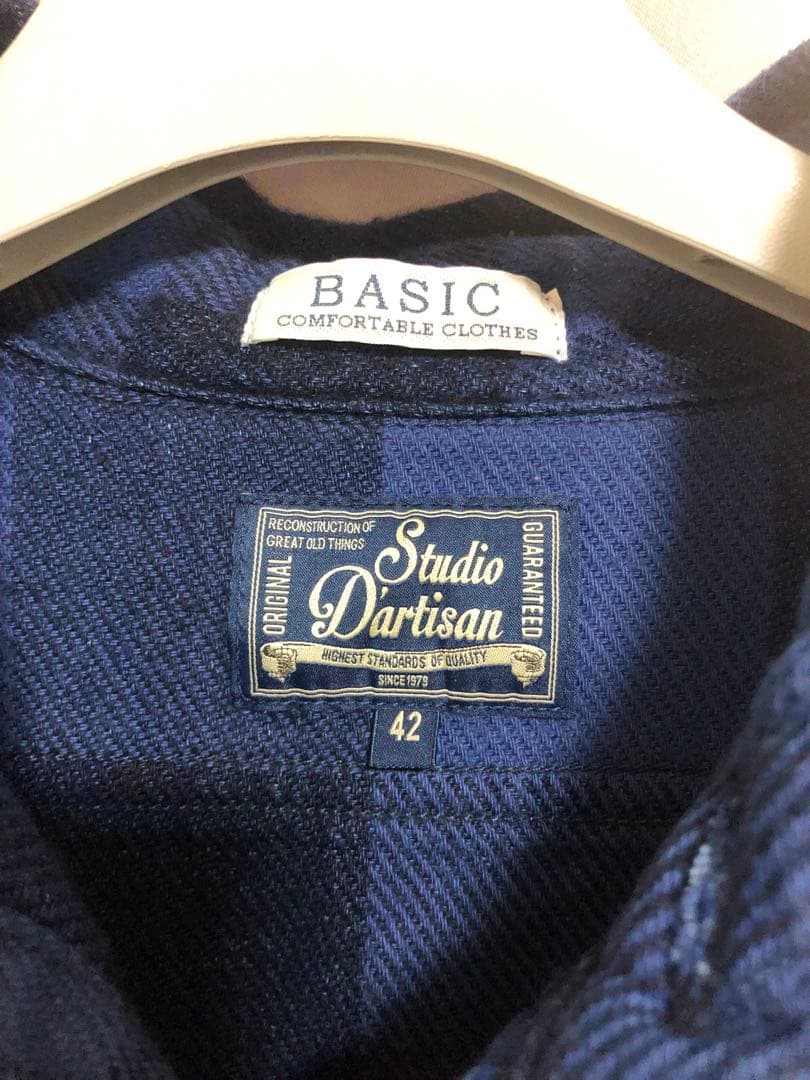 BASIC
COMFORTABLE CLOTHES
RECONSTRUCTION OF
GREAT OLD THINGS
ORIGINAL
Studio
D'artisan
GUARANTEED
HIGHEST STANDARDS OF QUALITY
SINCE 1979
42